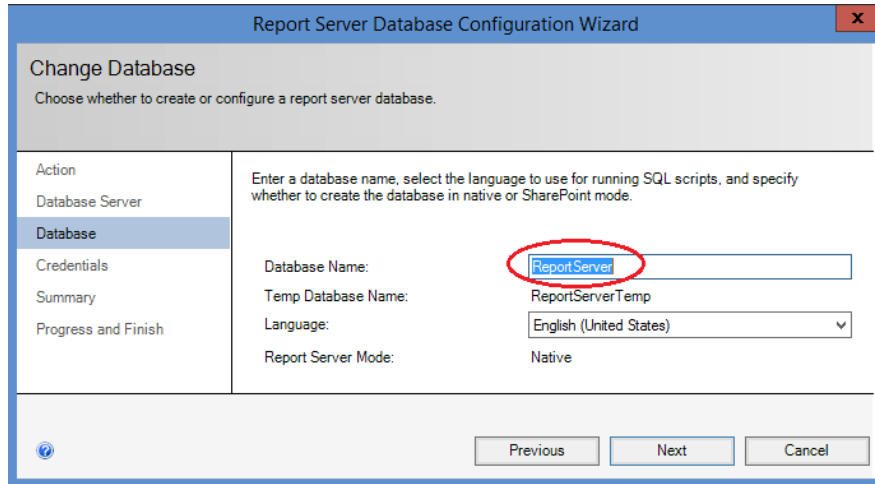 Report Server Database Configuration Wizard
x
Change Database
Choose whether to create or configure a report server database.
Action
Database Server
Database
Credentials
Summary
Progress and Finish
Enter a database name, select the language to use for running SQL scripts, and specify
whether to create the database in native or SharePoint mode.
Database Name: ReportServer
Temp Database Name: ReportServerTemp
Language: English (United States)
Report Server Mode: Native
?
Previous Next Cancel